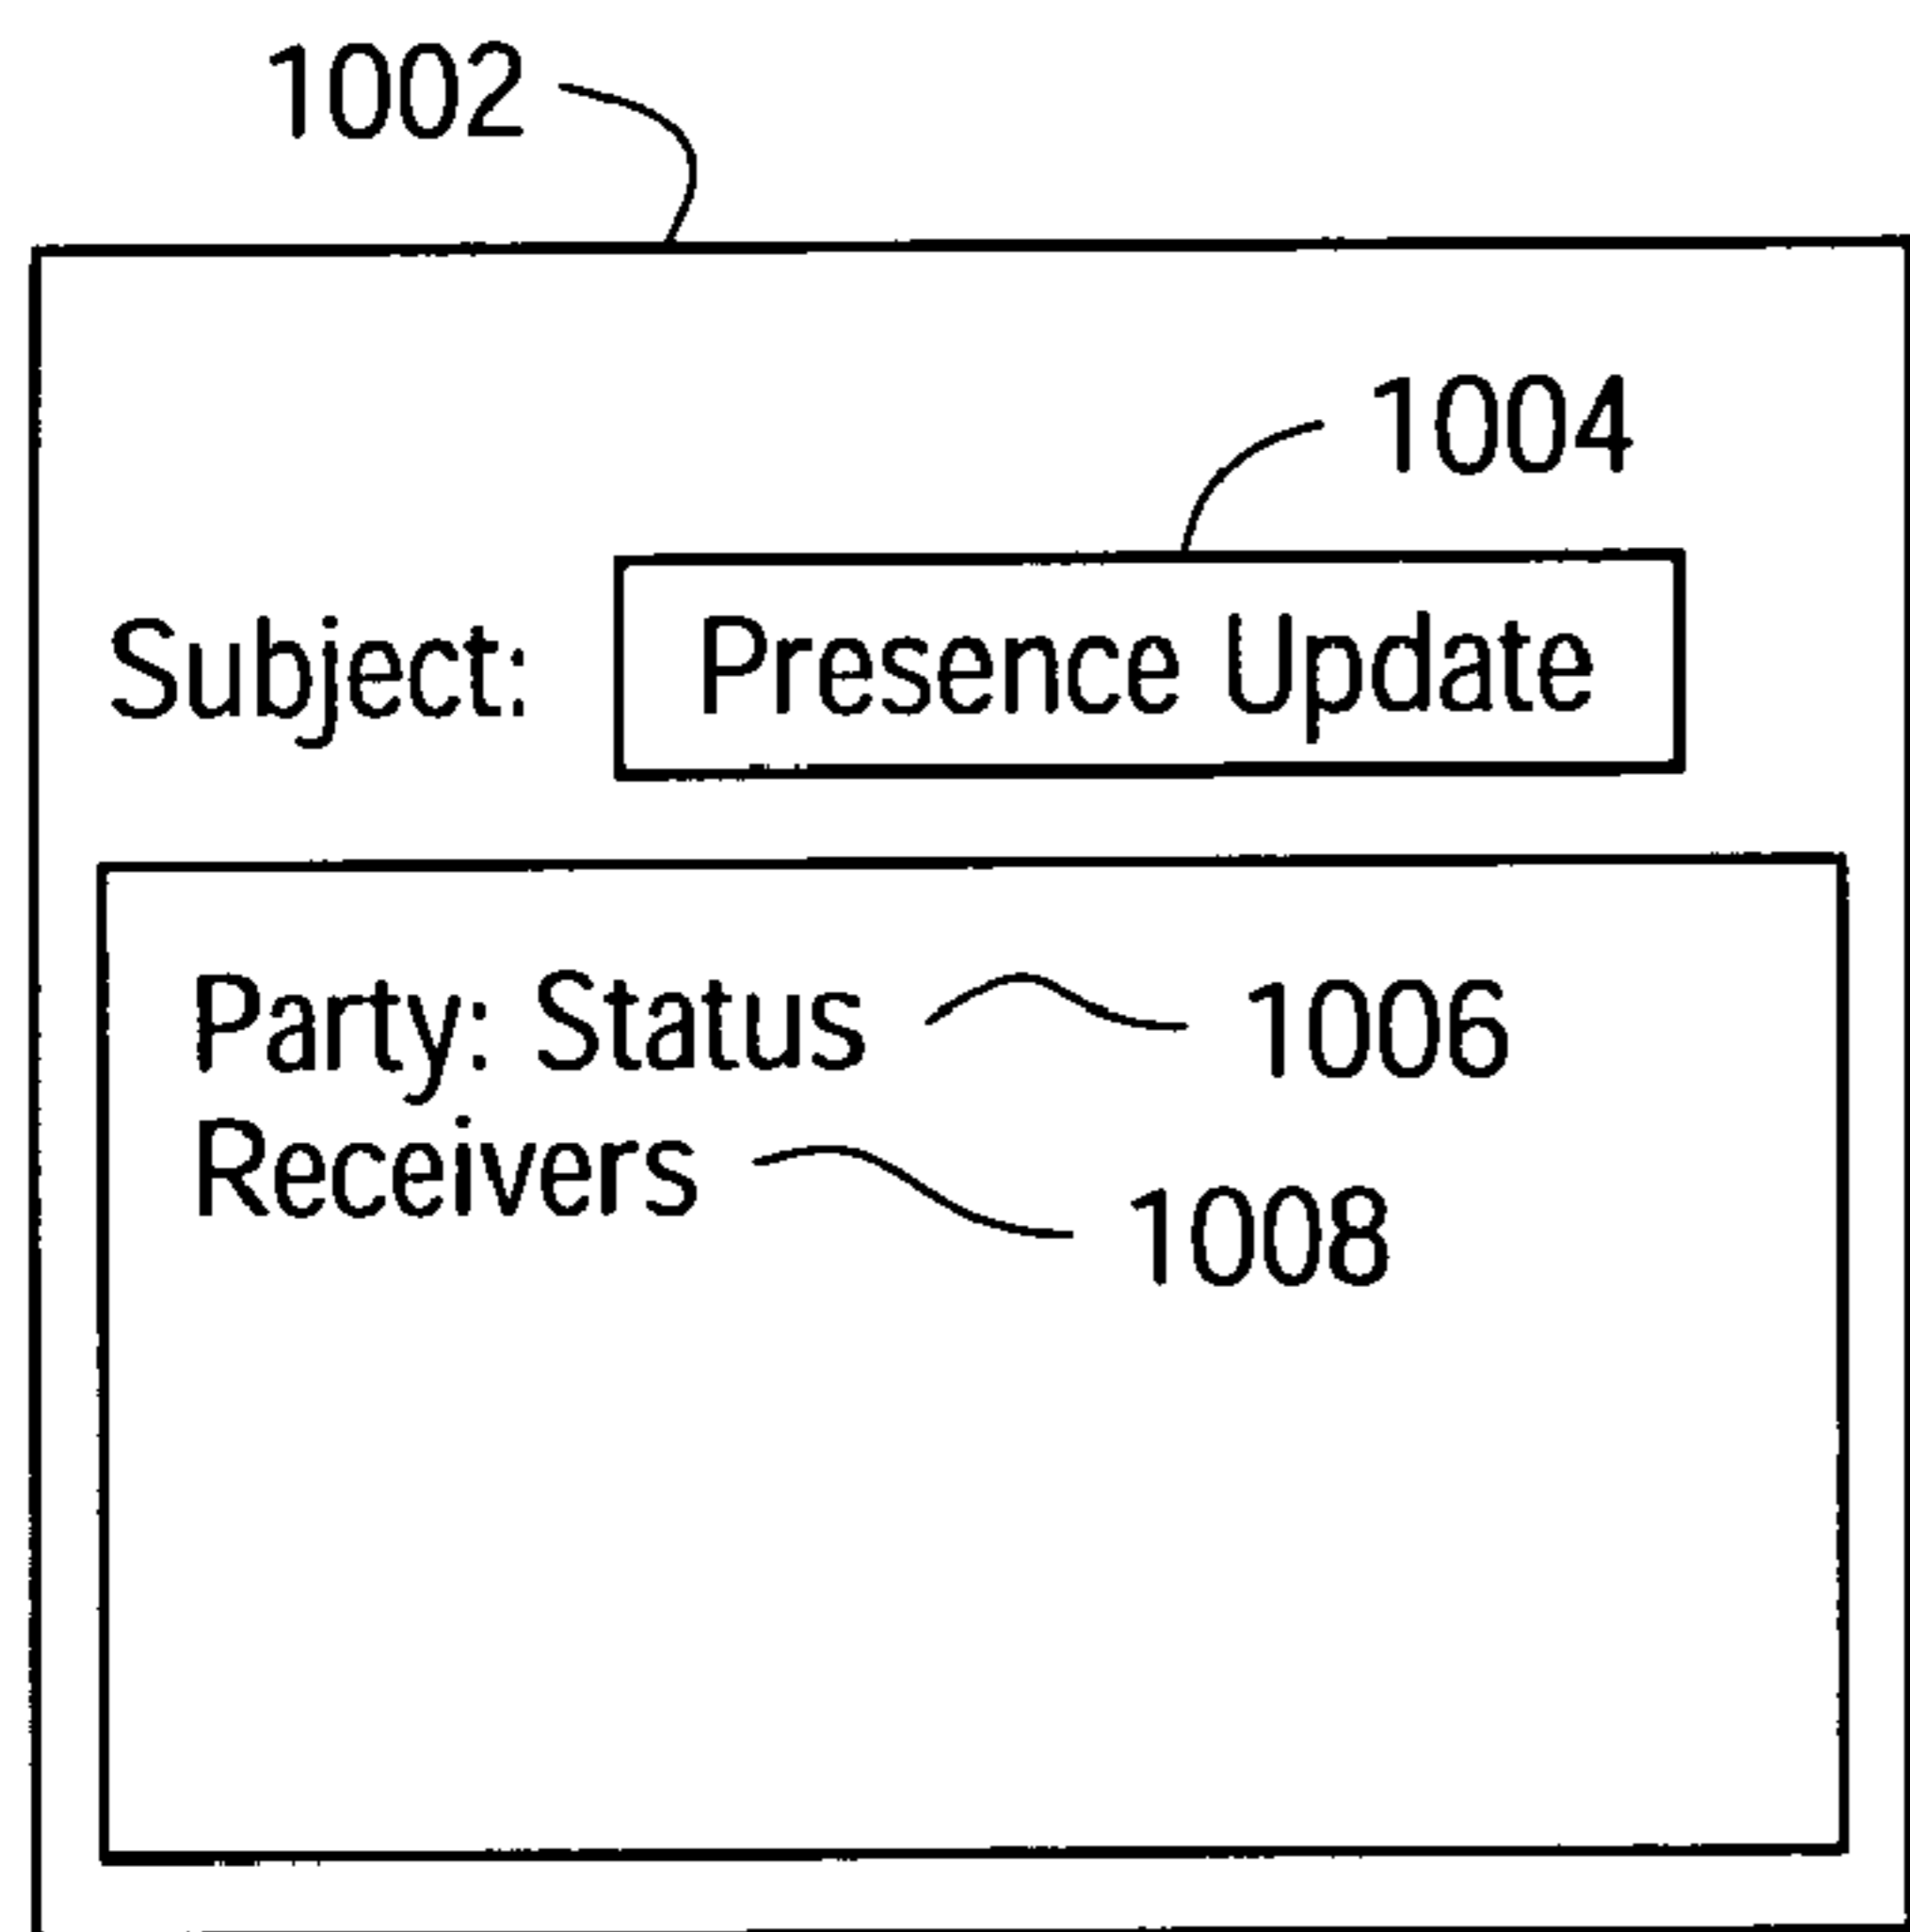 1002
1004
Subject: Presence Update
Party: Status 1006
Receivers 1008